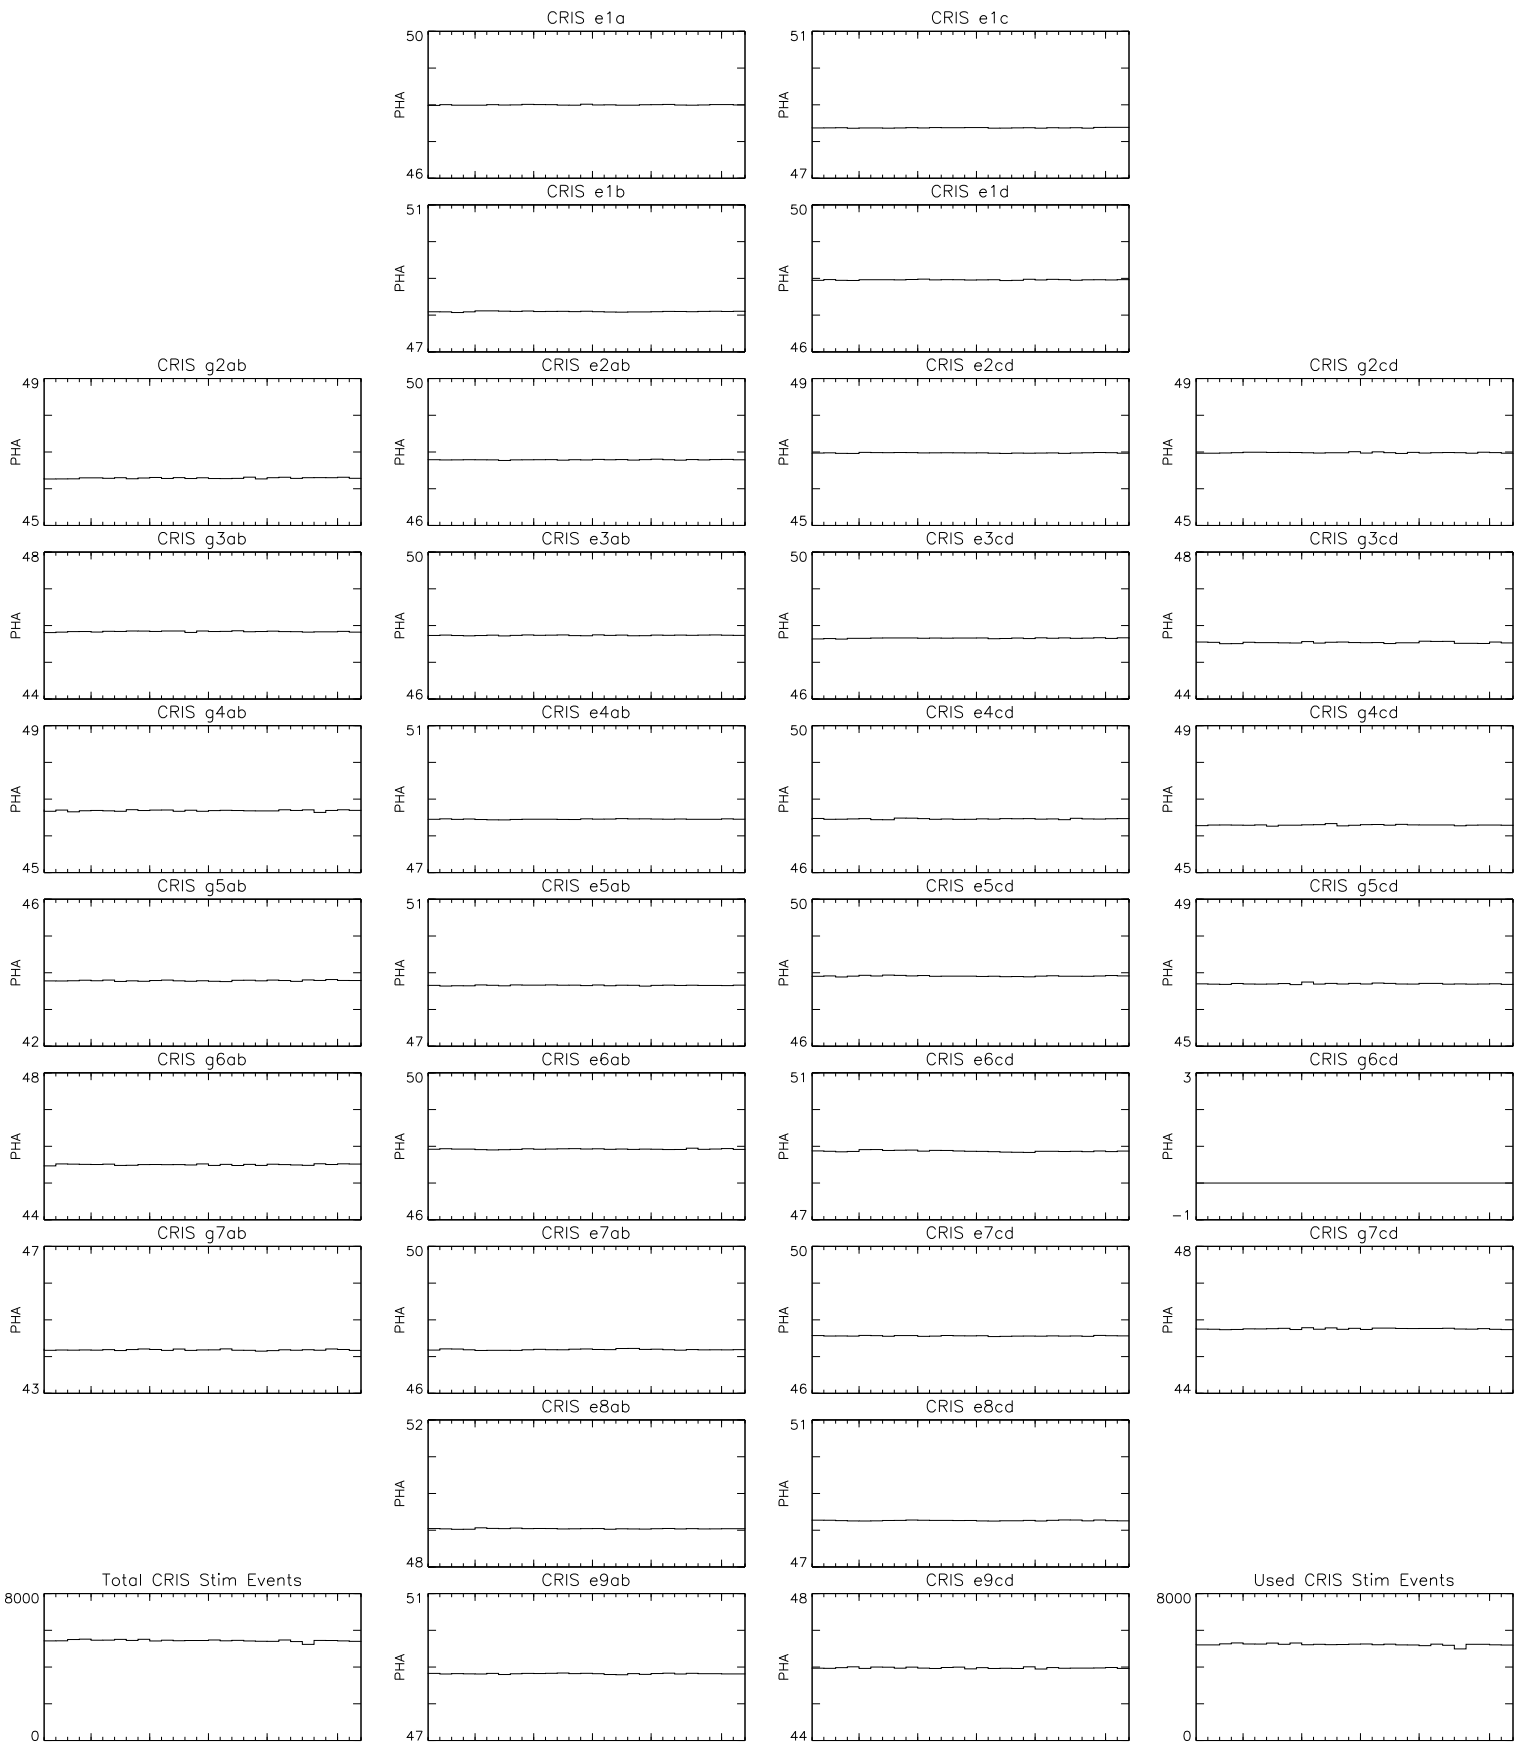 CRIS e1a CRIS e1c
50 51
PHA PHA
46 47
CRIS e1b CRIS e1d
51 50
PHA PHA
47 46
CRIS g2ab CRIS e2ab CRIS e2cd CRIS g2cd
49 50 49 49
PHA PHA PHA PHA
45 46 45 45
CRIS g3ab CRIS e3ab CRIS e3cd CRIS g3cd
48 50 50 48
PHA PHA PHA PHA
44 46 46 44
CRIS g4ab CRIS e4ab CRIS e4cd CRIS g4cd
49 51 50 49
PHA PHA PHA PHA
45 47 46 45
CRIS g5ab CRIS e5ab CRIS e5cd CRIS g5cd
46 51 50 49
PHA PHA PHA PHA
42 47 46 45
CRIS g6ab CRIS e6ab CRIS e6cd CRIS g6cd
48 50 51 3
PHA PHA PHA PHA
44 46 47 -1
CRIS g7ab CRIS e7ab CRIS e7cd CRIS g7cd
47 50 50 48
PHA PHA PHA PHA
43 46 46 44
CRIS e8ab CRIS e8cd
52 51
PHA PHA
48 47
Total CRIS Stim Events CRIS e9ab CRIS e9cd Used CRIS Stim Events
8000 51 48 8000
PHA PHA
0 47 44 0